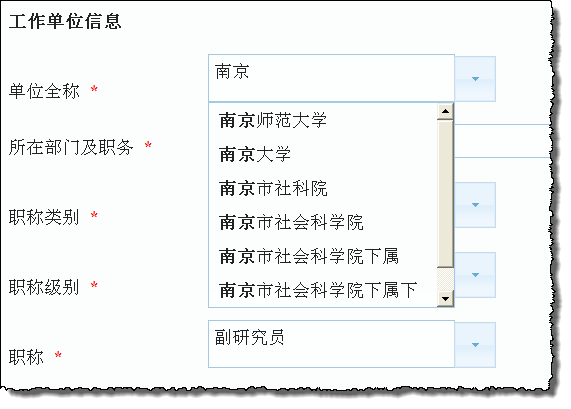 工作单位信息
单位全称 *
南京
南京师范大学
南京大学
南京市社科院
南京市社会科学院
南京市社会科学院下属
南京市社会科学院下属下
所在部门及职务 *
职称类别 *
职称级别 *
职称 *
副研究员